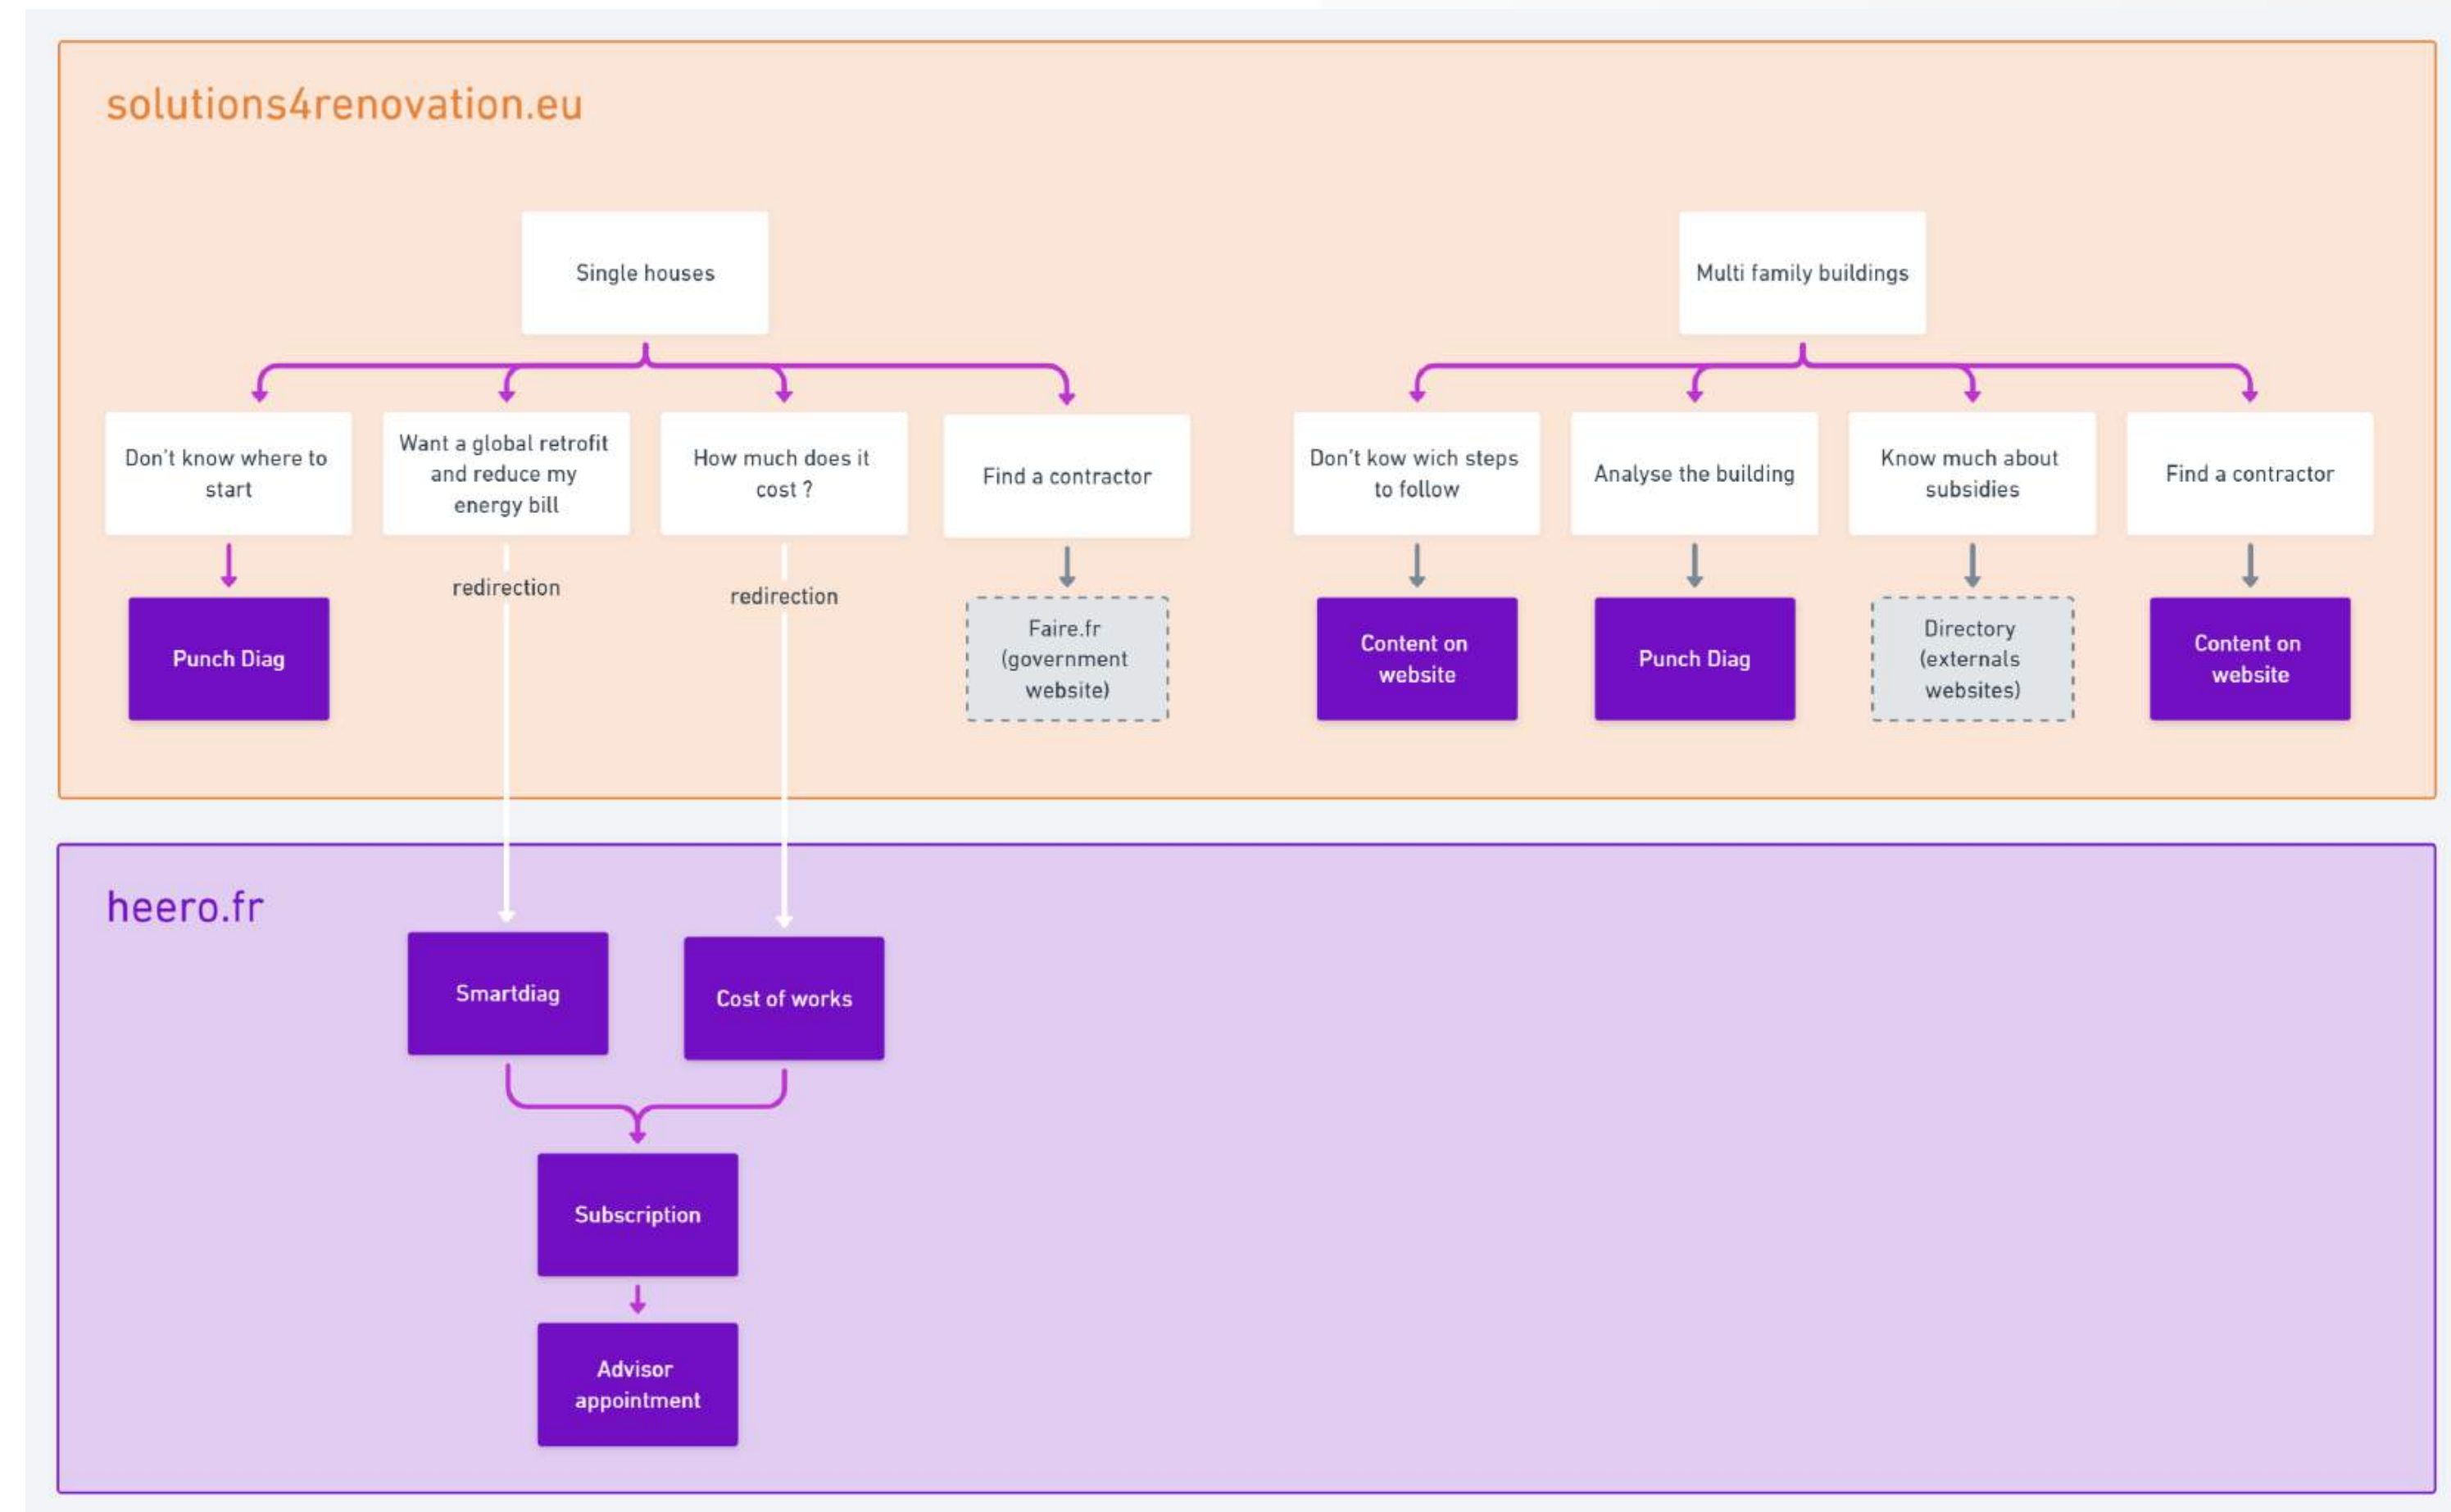 solutions4renovation.eu
Single houses
Multi family buildings
Don't know where to
start
Want a global retrofit
and reduce my
energy bill
How much does it
cost ?
Find a contractor
Don't kow wich steps
to follow
Analyse the building
Know much about
subsidies
Find a contractor
redirection
redirection
Punch Diag
Faire.fr
(government
website)
Content on
website
Punch Diag
Directory
(externals
websites)
Content on
website
heero.fr
Smartdiag
Cost of works
Subscription
Advisor
appointment